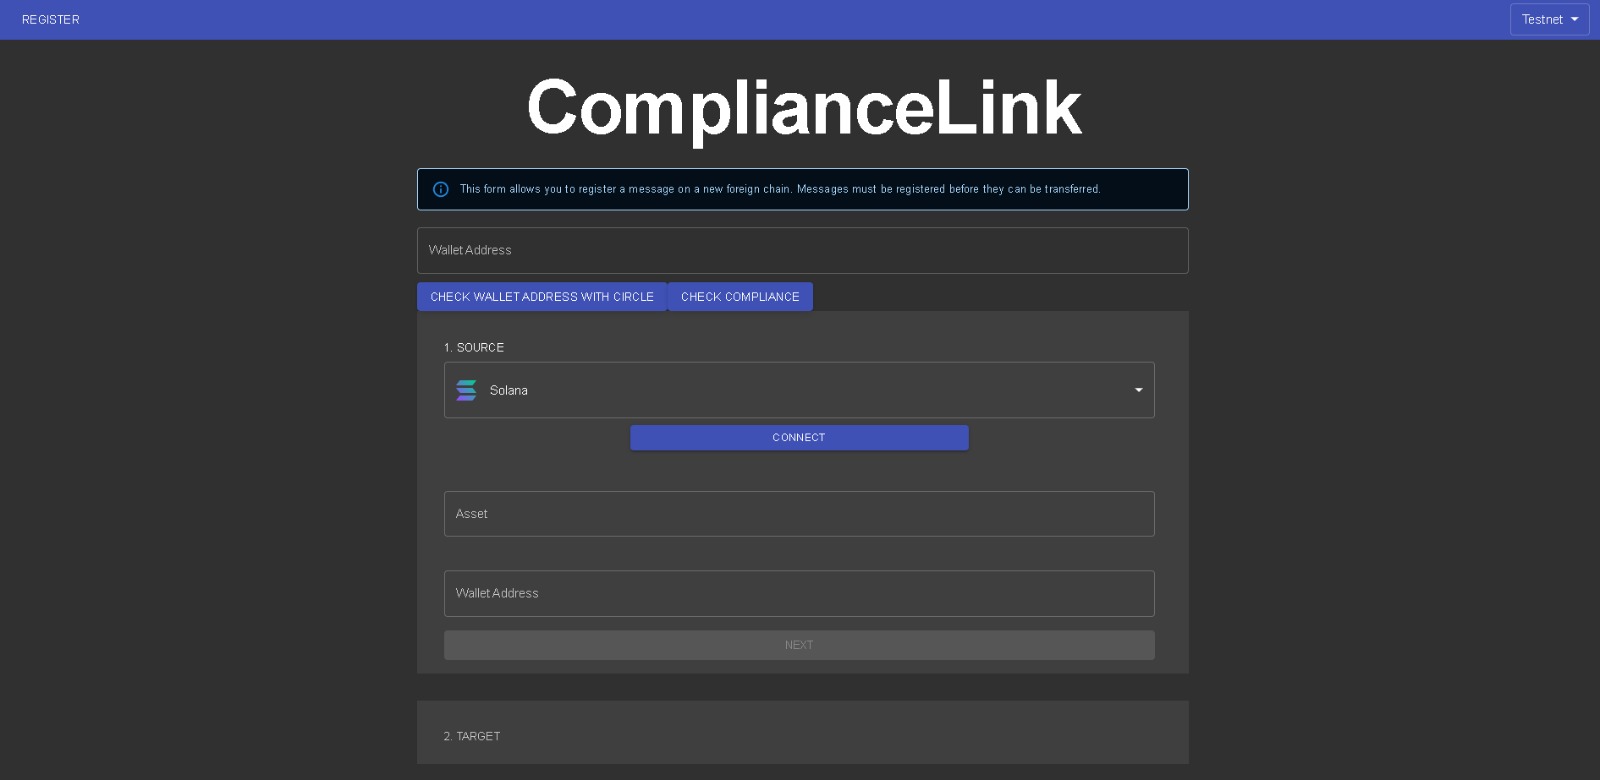 REGISTER
Testnet
ComplianceLink
This form allows you to register a message on a new foreign chain. Messages must be registered before they can be transferred.
Wallet Address
CHECK WALLET ADDRESS WITH CIRCLE
CHECK COMPLIANCE
1. SOURCE
Solana
CONNECT
Asset
Wallet Address
NEXT
2. TARGET